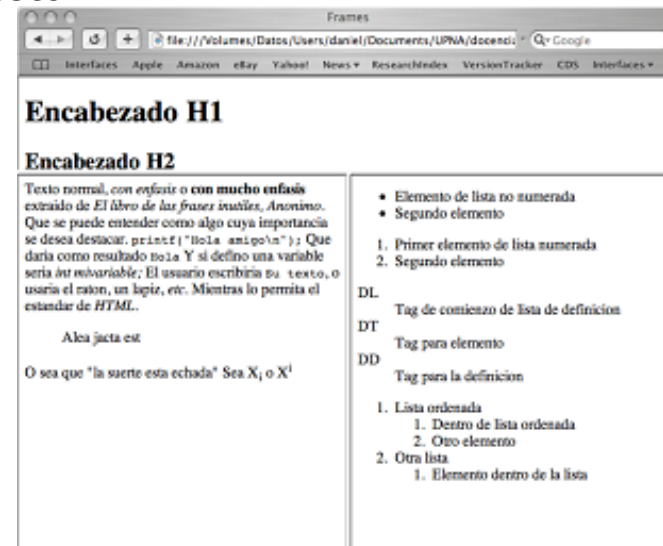 Frames
file:///Volumes/Datos/Users/daniel/Documents/UPNA/docenci Google
Interfaces Apple Amazon eBay Yahoo! News ResearchIndex VersionTracker CDS Interfaces
Encabezado H1
Encabezado H2
Texto normal, con enfasis o con mucho enfasis
extraido de El libro de las frases inutiles, Anonimo.
Que se puede entender como algo cuya importancia
se desea destacar. printf("Hola amigo\n"); Que
daria como resultado Hola Y si defino una variable
seria int mivariable; El usuario escribiria Su texto, o
usaria el raton, un lapiz, etc. Mientras lo permita el
estandar de HTML.
Alea jacta est
O sea que "la suerte esta echada" Sea Xi o Xi
• Elemento de lista no numerada
• Segundo elemento
1. Primer elemento de lista numerada
2. Segundo elemento
DL
Tag de comienzo de lista de definicion
DT
Tag para elemento
DD
Tag para la definicion
1. Lista ordenada
1. Dentro de lista ordenada
2. Otro elemento
2. Otra lista
1. Elemento dentro de la lista